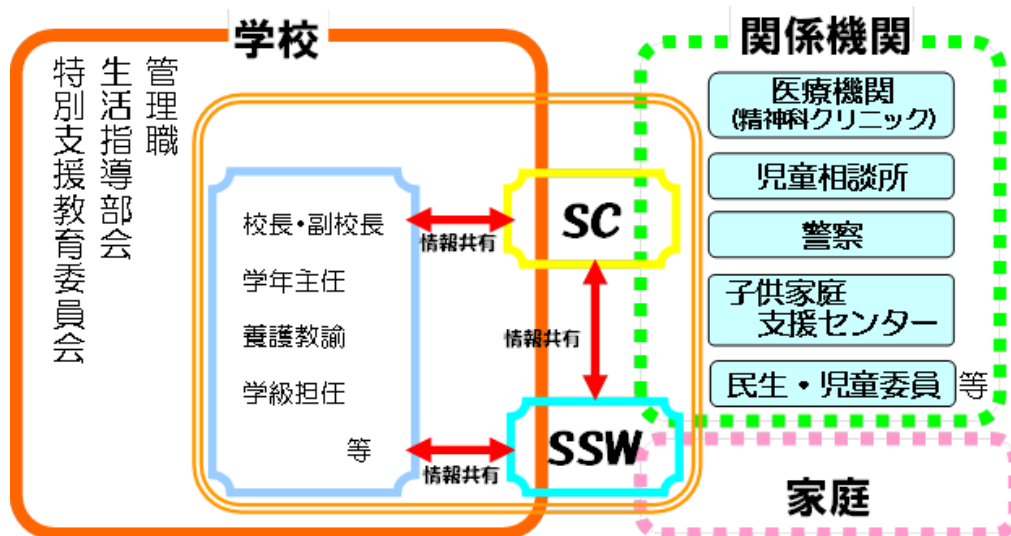 学校
管理職
生活指導部会
特別支援教育委員会
校長・副校長
学年主任
養護教諭
学級担任
等
情報共有
SC
情報共有
情報共有
SSW
関係機関
医療機関
(精神科クリニック)
児童相談所
警察
子供家庭
支援センター
民生・児童委員
等
家庭